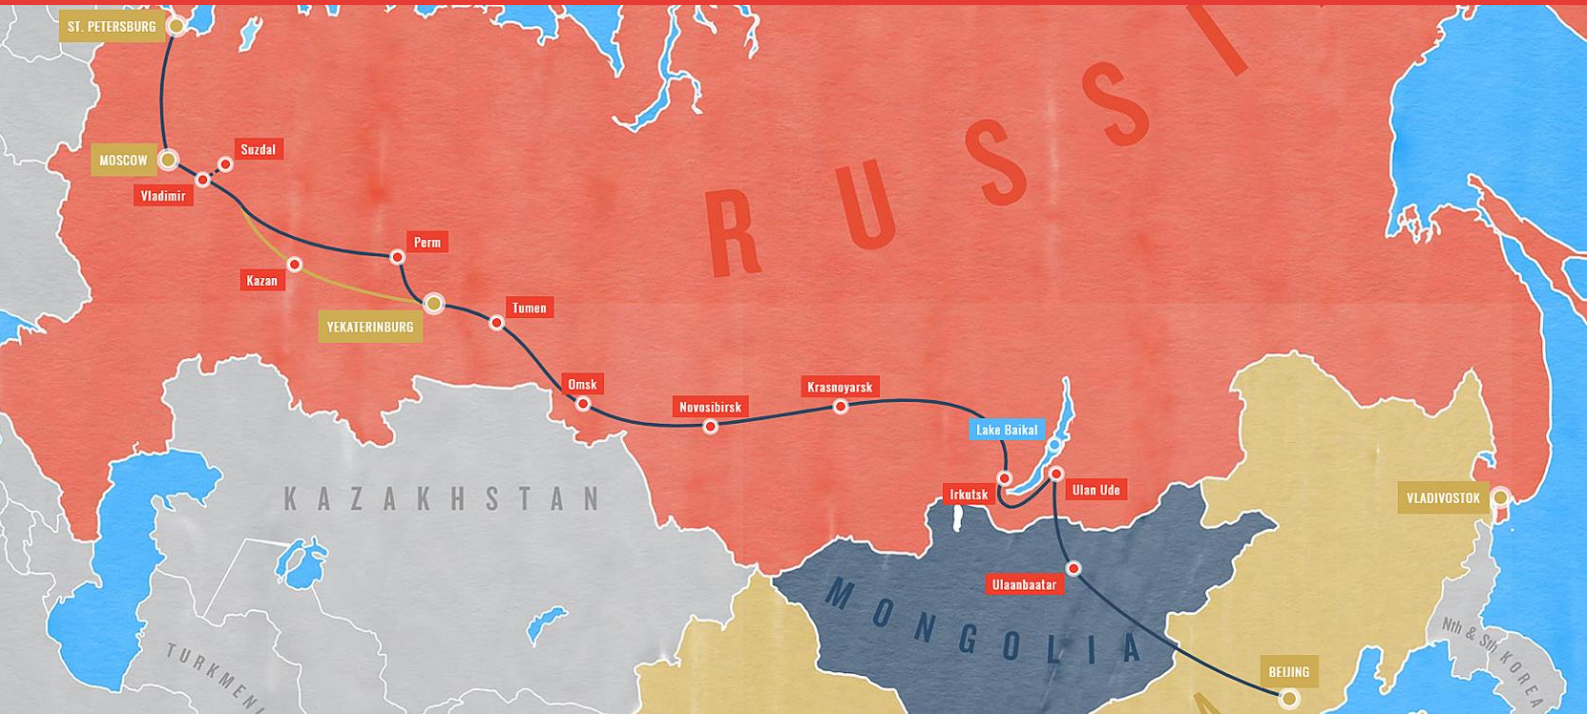 ST. PETERSBURG
RUSSI
MOSCOW
Suzdal
Vladimir
Perm
Kazan
YEKATERINBURG
Tumen
Omsk
Novosibirsk
Krasnoyarsk
Lake Baikal
Irkutsk
Ulan Ude
VLADIVOSTOK
KAZAKHSTAN
Ulaanbaatar
MONGOLIA
TURKMEN
Nth & Sth KOREA
BEIJING
A